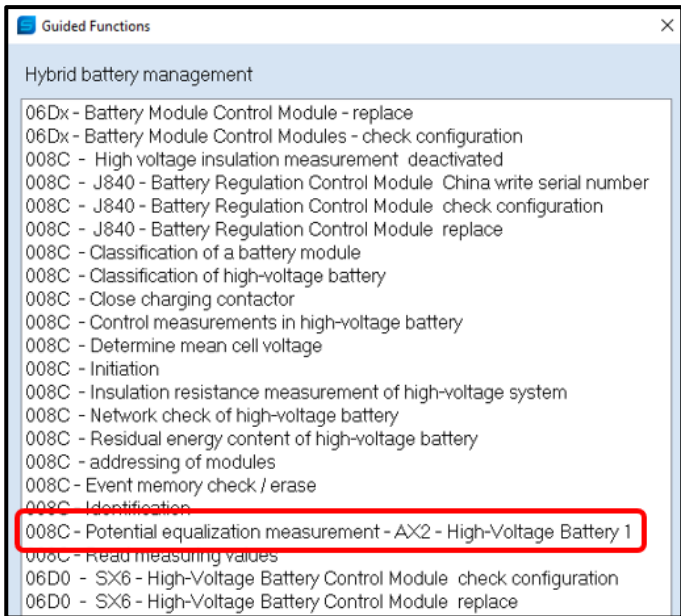 Guided Functions
Hybrid battery management
06Dx - Battery Module Control Module - replace
06Dx - Battery Module Control Modules - check configuration
008C - High voltage insulation measurement deactivated
008C - J840 - Battery Regulation Control Module China write serial number
008C - J840 - Battery Regulation Control Module check configuration
008C - J840 - Battery Regulation Control Module replace
008C - Classification of a battery module
008C - Classification of high-voltage battery
008C - Close charging contactor
008C - Control measurements in high-voltage battery
008C - Determine mean cell voltage
008C - Initiation
008C - Insulation resistance measurement of high-voltage system
008C - Network check of high-voltage battery
008C - Residual energy content of high-voltage battery
008C - addressing of modules
008C - Event memory check / erase
008C - Identification
008C - Potential equalization measurement - AX2 - High-Voltage Battery 1
008C - Read measuring values
06D0 - SX6 - High-Voltage Battery Control Module check configuration
06D0 - SX6 - High-Voltage Battery Control Module replace